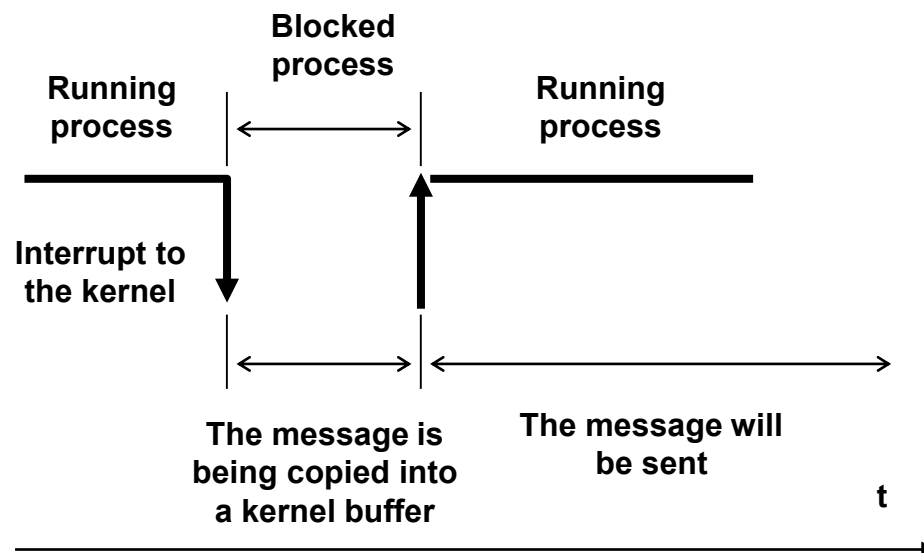 Blocked
process
Running
process
Running
process
Interrupt to
the kernel
The message is
being copied into
a kernel buffer
The message will
be sent
t